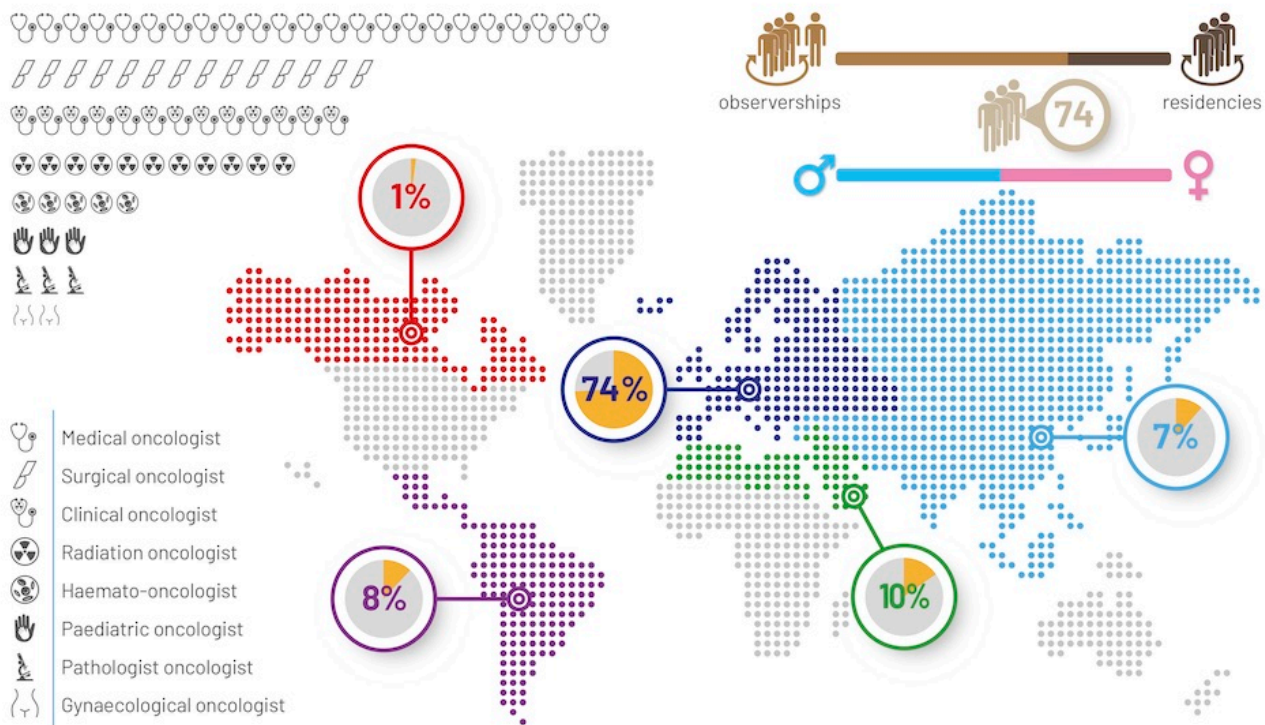 observerships
residencies
74
1%
74%
7%
8%
10%
Medical oncologist
Surgical oncologist
Clinical oncologist
Radiation oncologist
Haemato-oncologist
Paediatric oncologist
Pathologist oncologist
Gynaecological oncologist